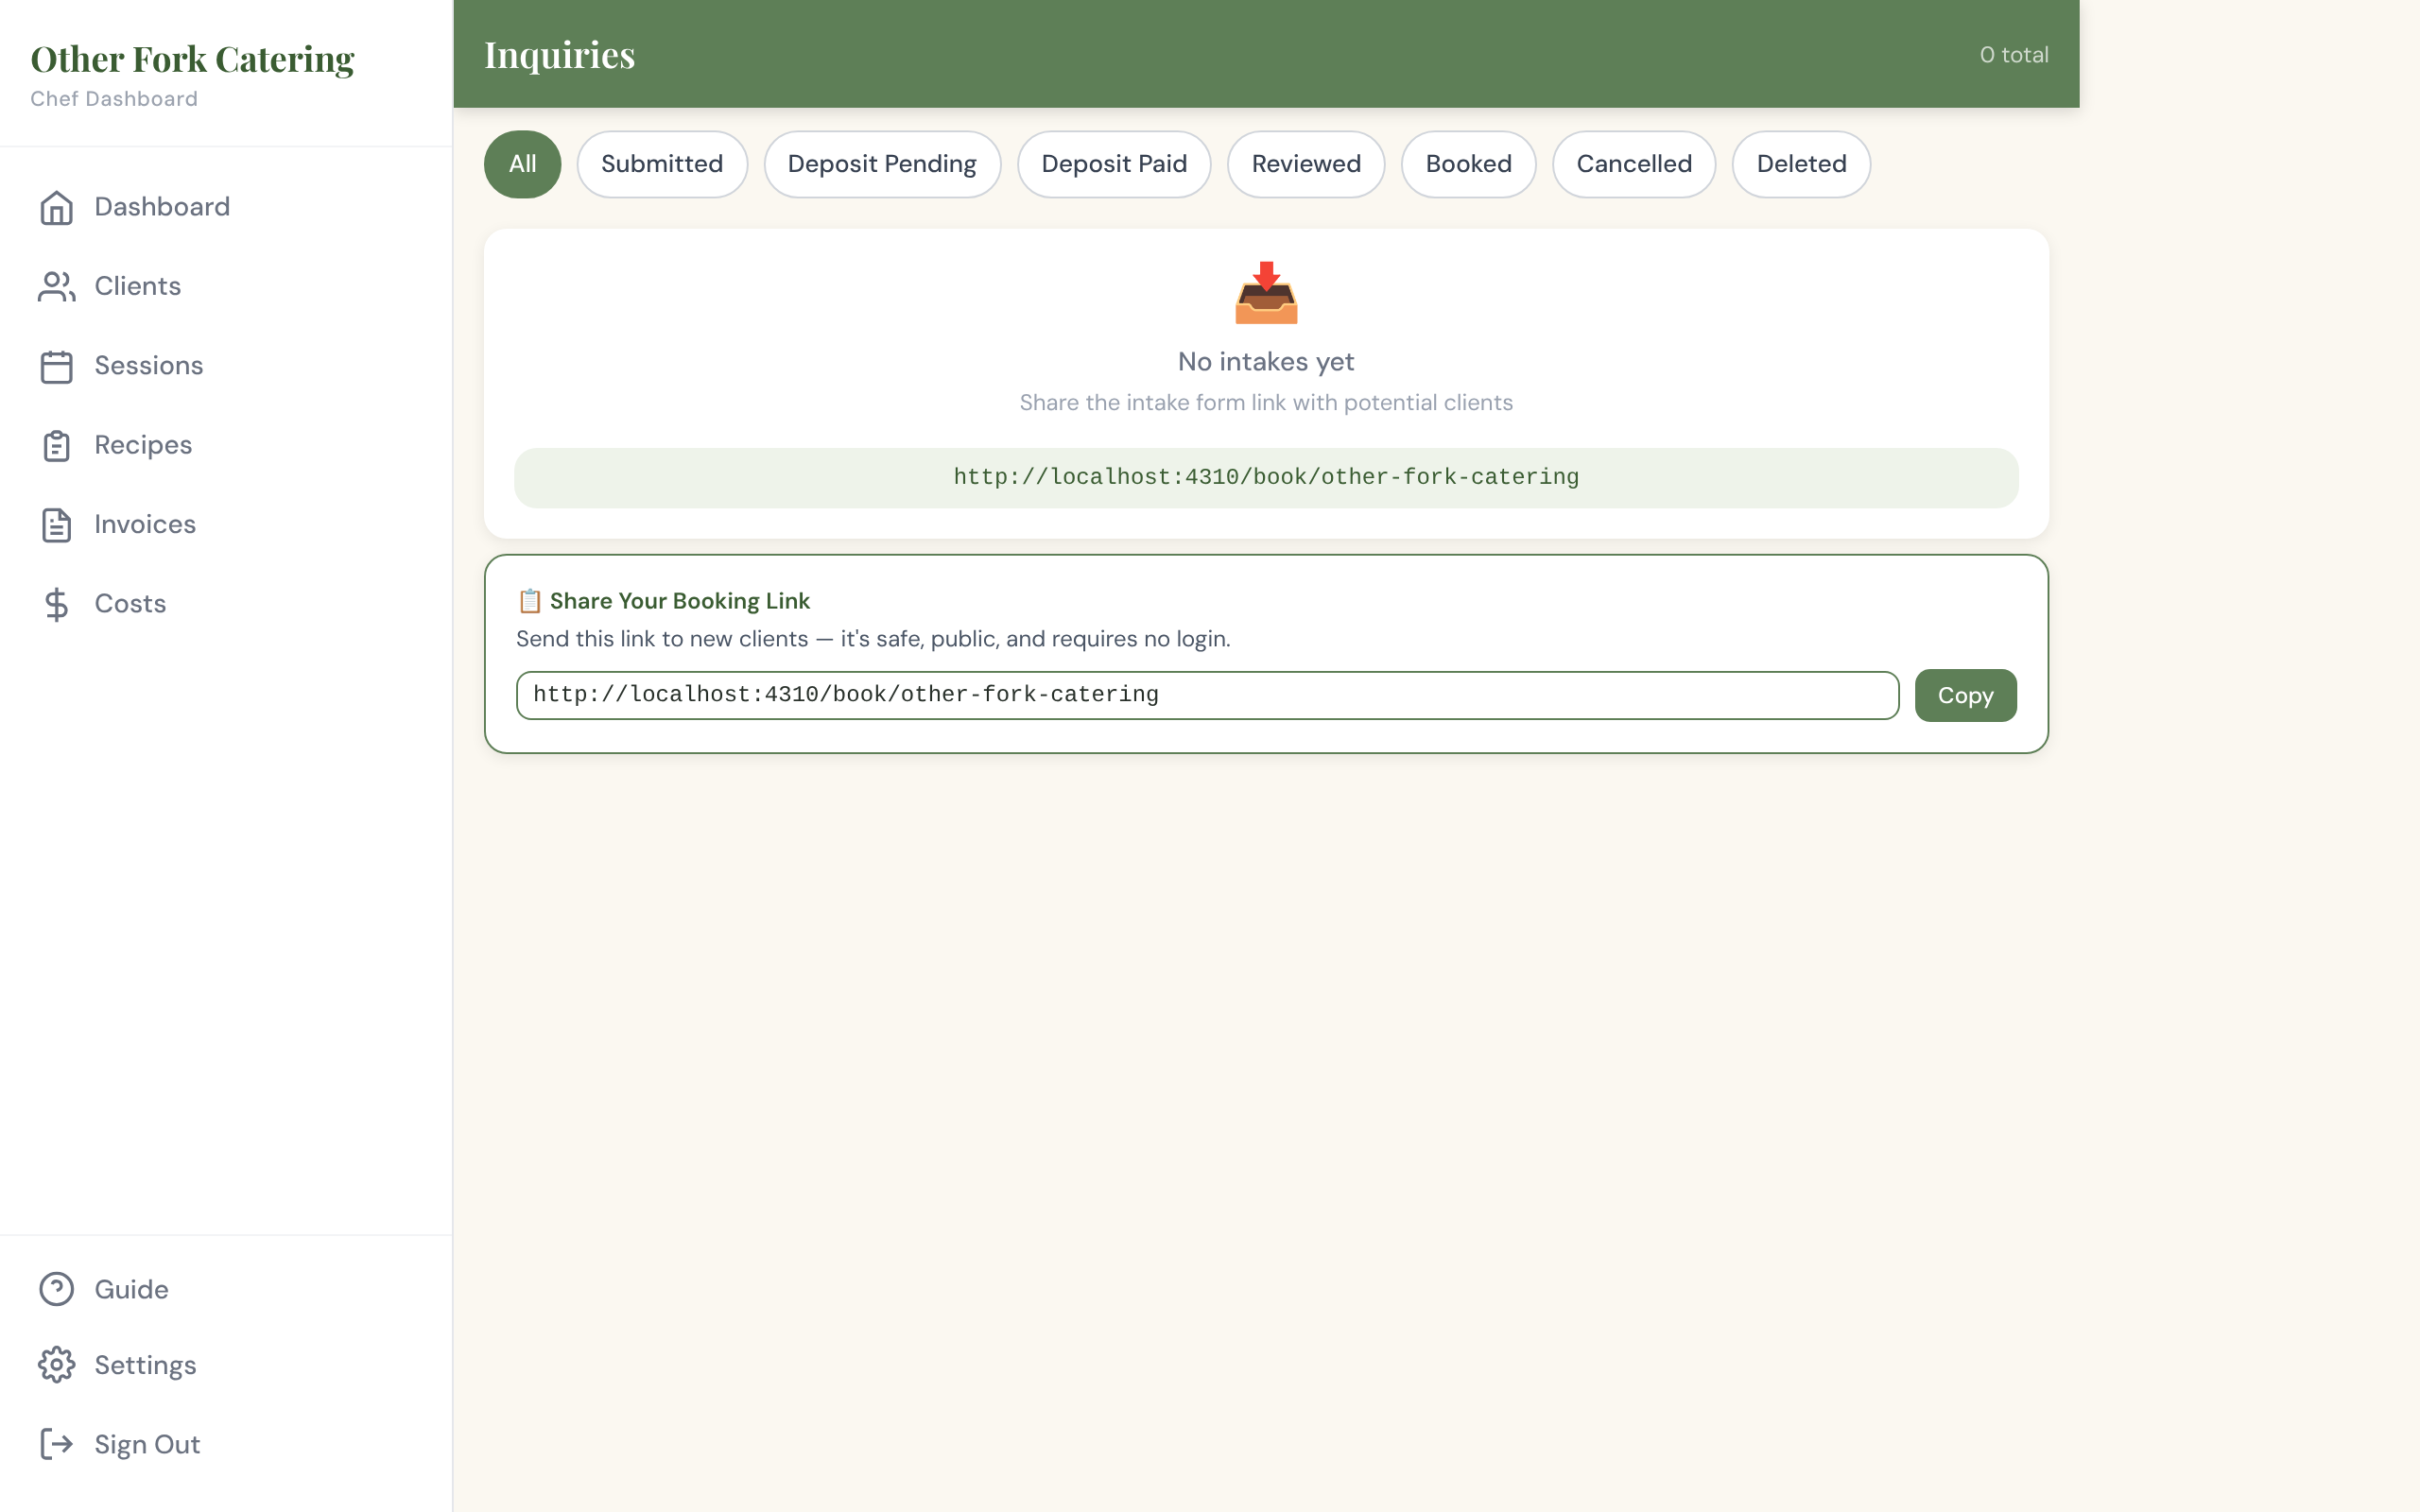 Other Fork Catering
Chef Dashboard
Dashboard
Clients
Sessions
Recipes
Invoices
Costs
Guide
Settings
Sign Out
Inquiries
0 total
All
Submitted
Deposit Pending
Deposit Paid
Reviewed
Booked
Cancelled
Deleted
No intakes yet
Share the intake form link with potential clients
http://localhost:4310/book/other-fork-catering
📋 Share Your Booking Link
Send this link to new clients — it's safe, public, and requires no login.
http://localhost:4310/book/other-fork-catering
Copy